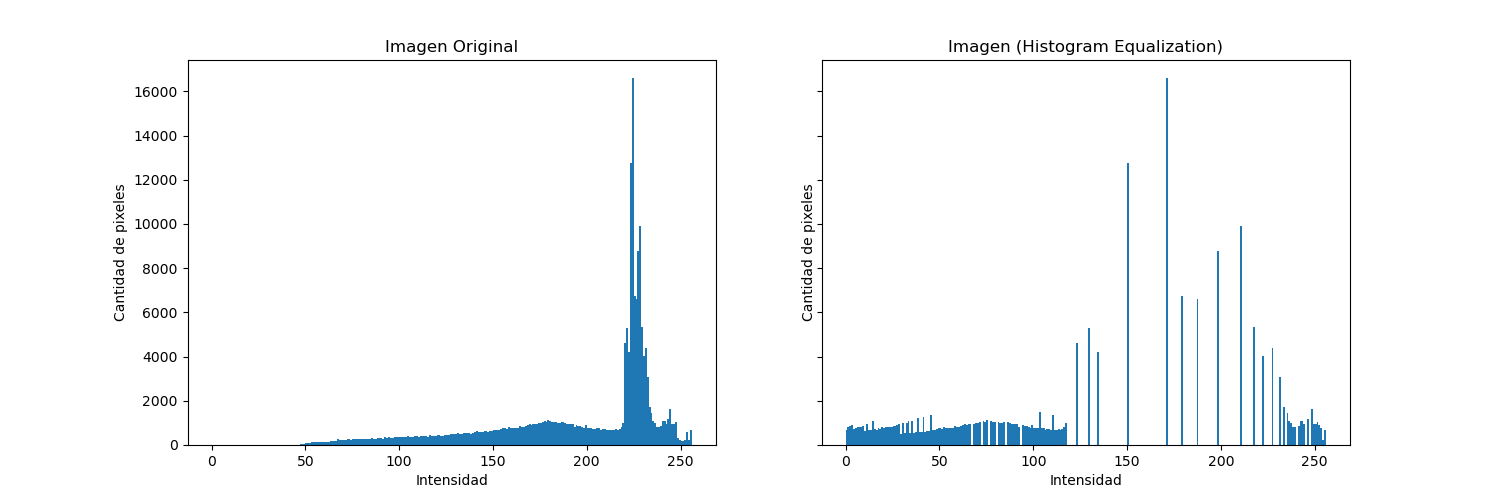 Imagen Original
Cantidad de pixeles
16000
14000
12000
10000
8000
6000
4000
2000
0
0 50 100 150 200 250
Intensidad
Imagen (Histogram Equalization)
Cantidad de pixeles
0 50 100 150 200 250
Intensidad